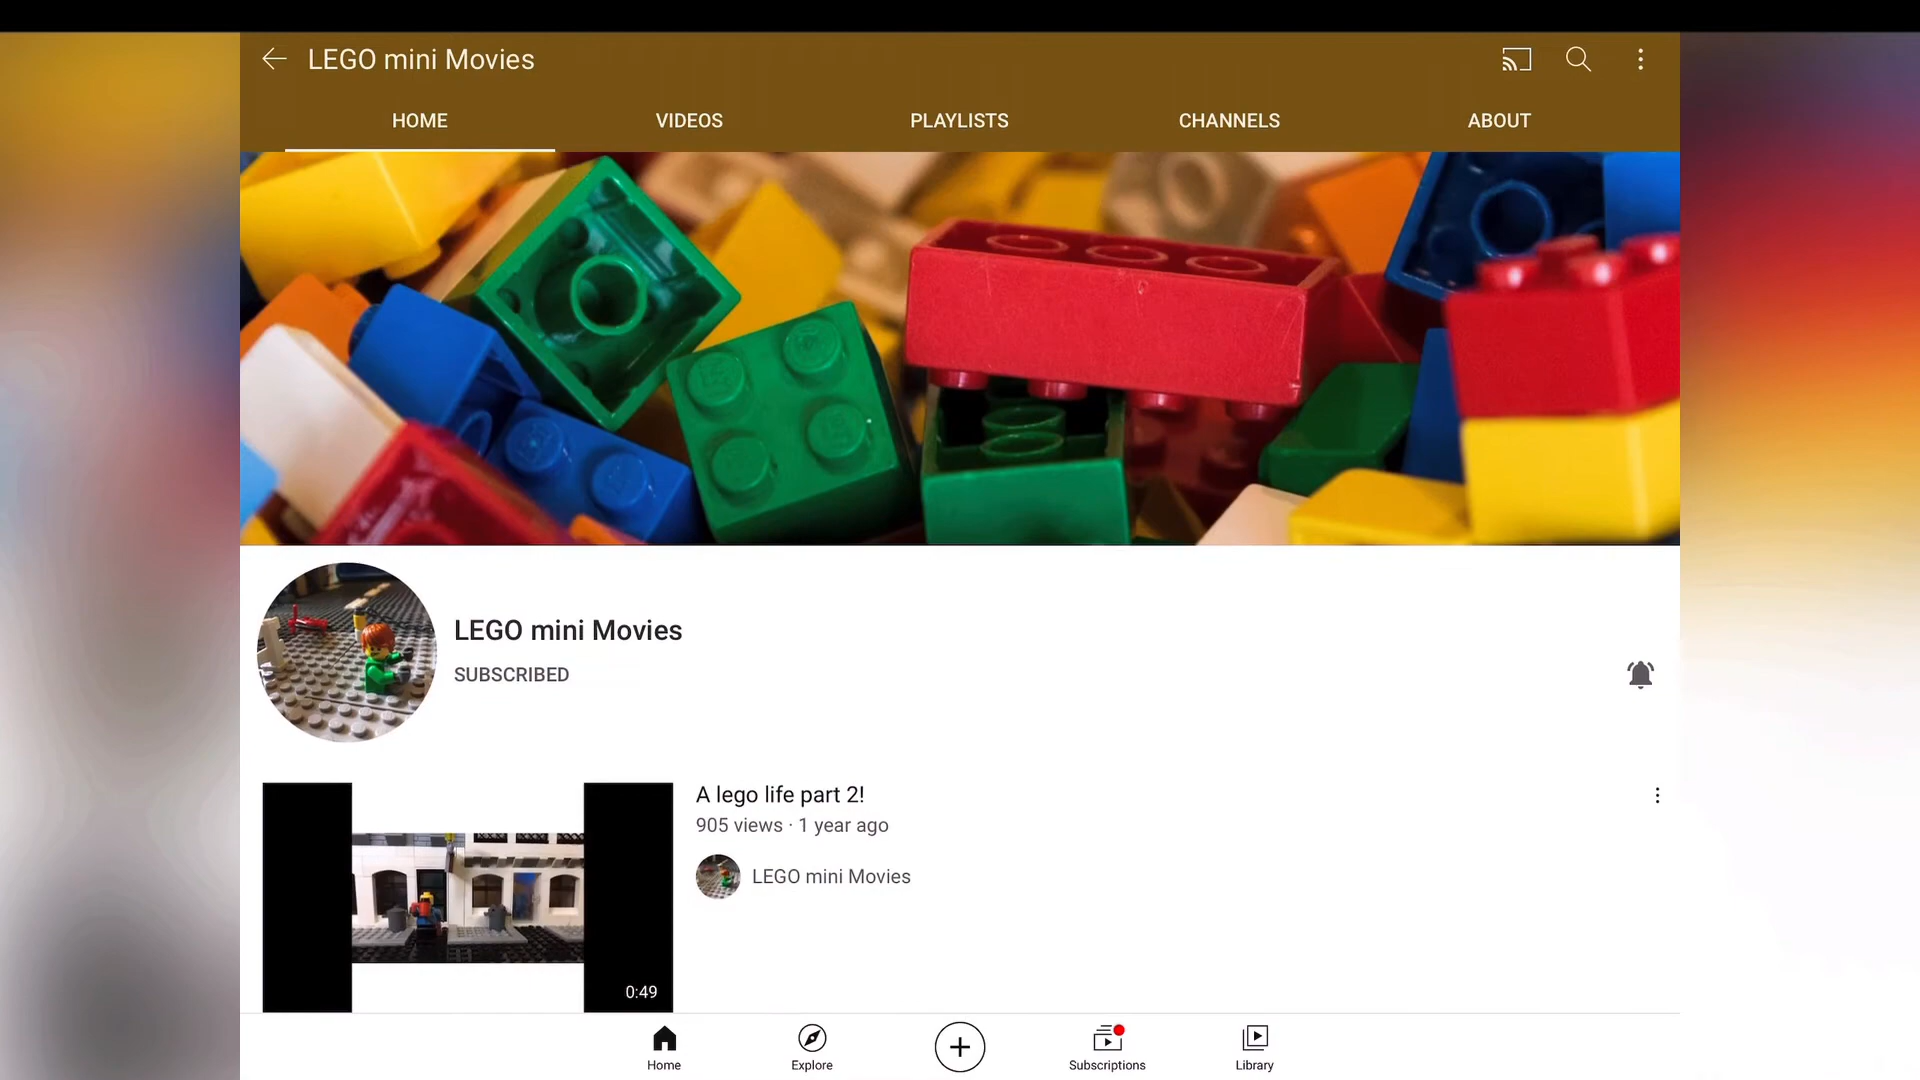 LEGO mini Movies
HOME VIDEOS PLAYLISTS CHANNELS ABOUT
LEGO mini Movies
SUBSCRIBED
A lego life part 2!
905 views · 1 year ago
LEGO mini Movies
0:49
Home Explore Subscriptions Library